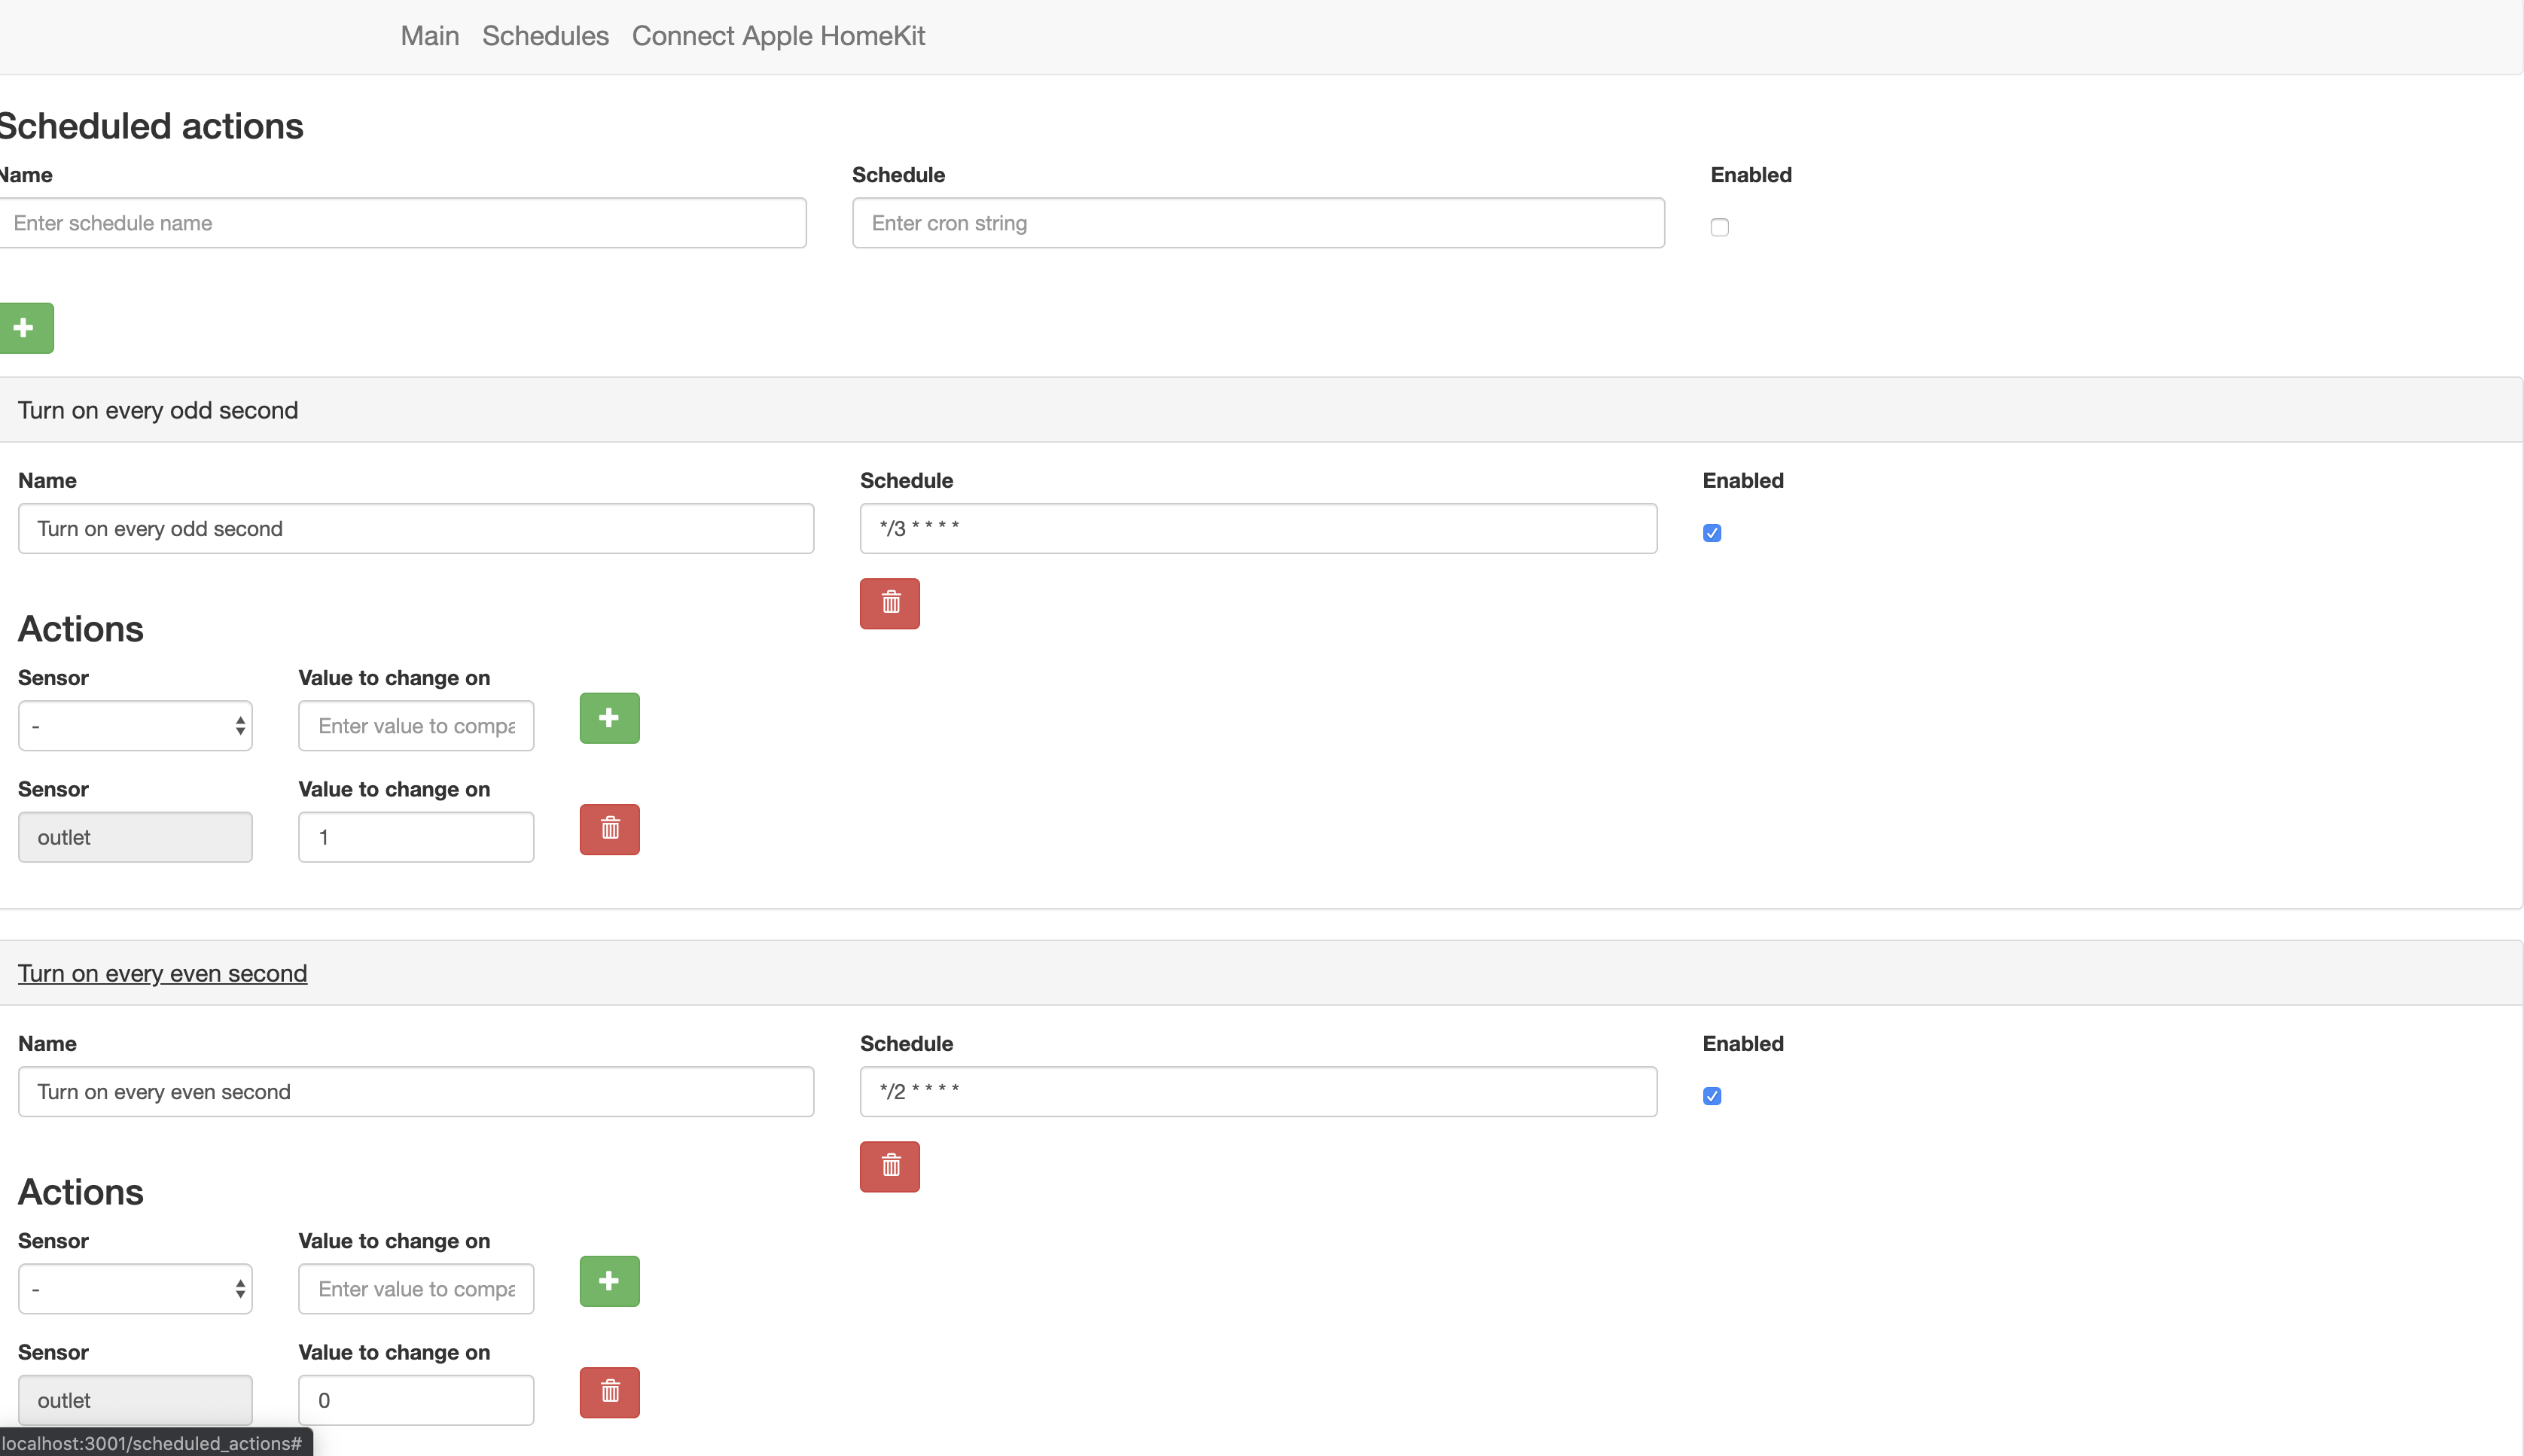 Main Schedules Connect Apple HomeKit
Scheduled actions
Name Schedule Enabled
Enter schedule name Enter cron string
Turn on every odd second
Name Schedule Enabled
Turn on every odd second */3 * * * *
Actions
Sensor Value to change on
- Enter value to compa
Sensor Value to change on
outlet 1
Turn on every even second
Name Schedule Enabled
Turn on every even second */2 * * * *
Actions
Sensor Value to change on
- Enter value to compa
Sensor Value to change on
outlet 0
localhost:3001/scheduled_actions#